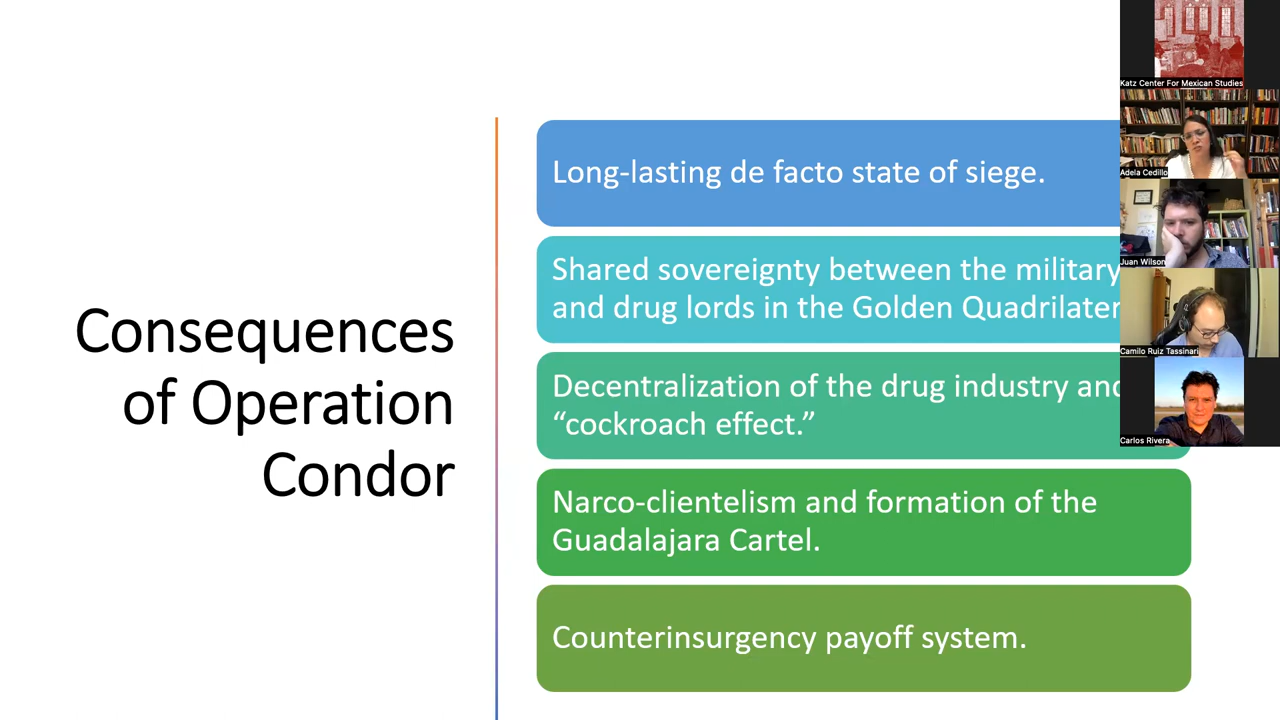 Consequences
of Operation
Condor
Long-lasting de facto state of siege.
Shared sovereignty between the military
and drug lords in the Golden Quadrilater
Decentralization of the drug industry and
“cockroach effect.”
Narco-clientelism and formation of the
Guadalajara Cartel.
Counterinsurgency payoff system.
Katz Center For Mexican Studies
Adela Cedillo
Juan Wilson
Camilo Ruiz Tassinari
Carlos Rivera